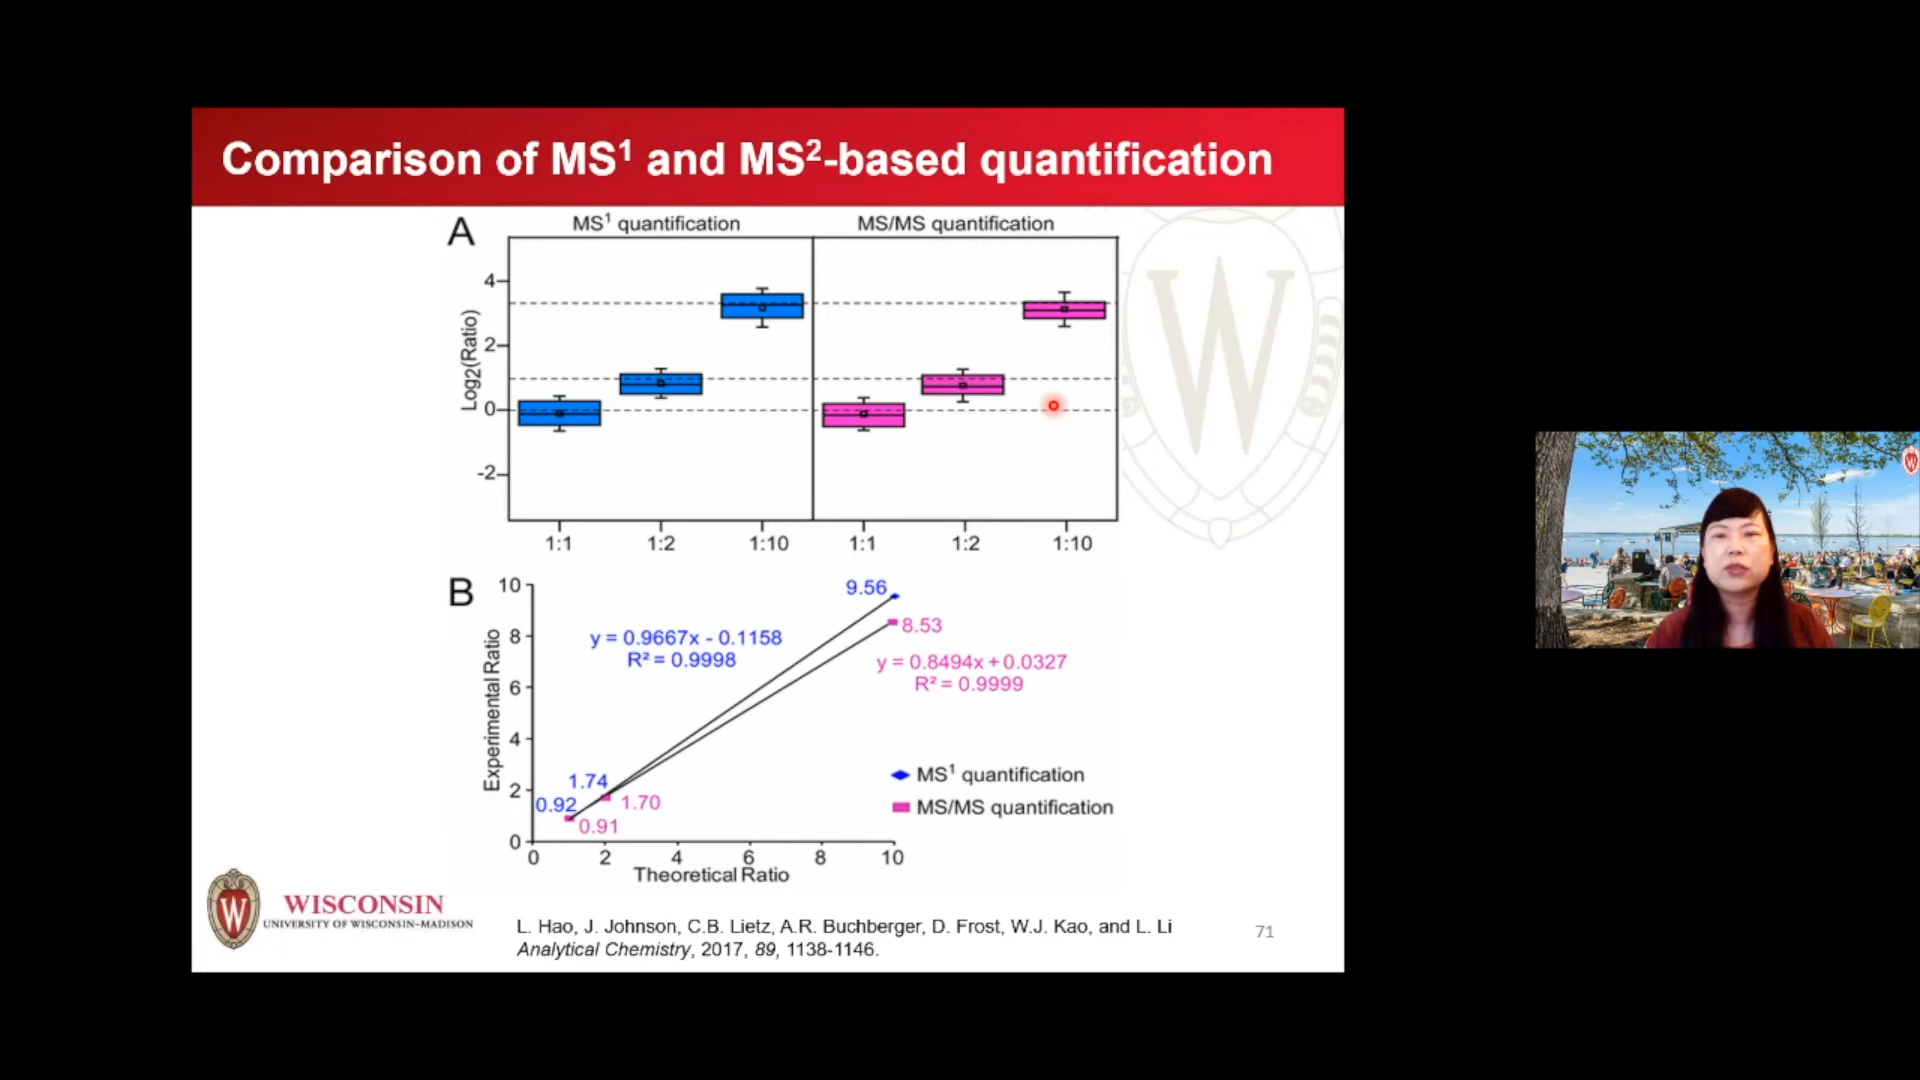 Comparison of MS¹ and MS²-based quantification
A
MS¹ quantification
MS/MS quantification
Log₂(Ratio)
4
2
0
-2
1:1 1:2 1:10 1:1 1:2 1:10
B
Experimental Ratio
10
8
6
4
2
0
9.56
8.53
y = 0.9667x - 0.1158
R² = 0.9998
y = 0.8494x + 0.0327
R² = 0.9999
1.74
0.92
1.70
0.91
MS¹ quantification
MS/MS quantification
0 2 4 6 8 10
Theoretical Ratio
W
W
WISCONSIN
UNIVERSITY OF WISCONSIN–MADISON
L. Hao, J. Johnson, C.B. Lietz, A.R. Buchberger, D. Frost, W.J. Kao, and L. Li
Analytical Chemistry, 2017, 89, 1138-1146.
71
W